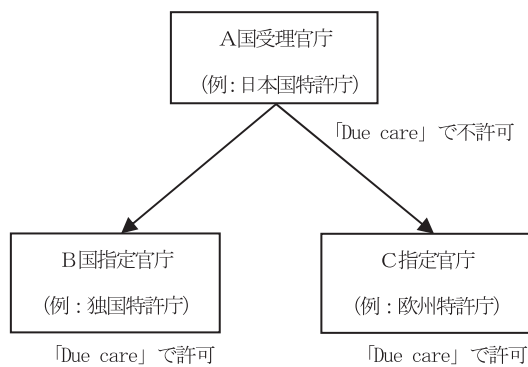 A国受理官庁
（例：日本国特許庁）
「Due care」で不許可
B国指定官庁
（例：独国特許庁）
C指定官庁
（例：欧州特許庁）
「Due care」で許可
「Due care」で許可